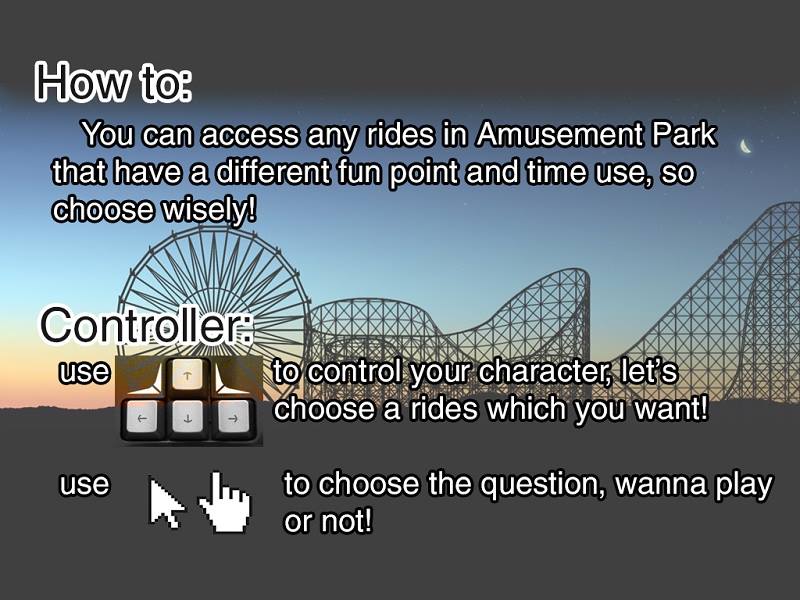 How to:
You can access any rides in Amusement Park
that have a different fun point and time use, so
choose wisely!
Controller:
use ↑ to control your character, let's
← ↓ → choose a rides which you want!
use to choose the question, wanna play
or not!